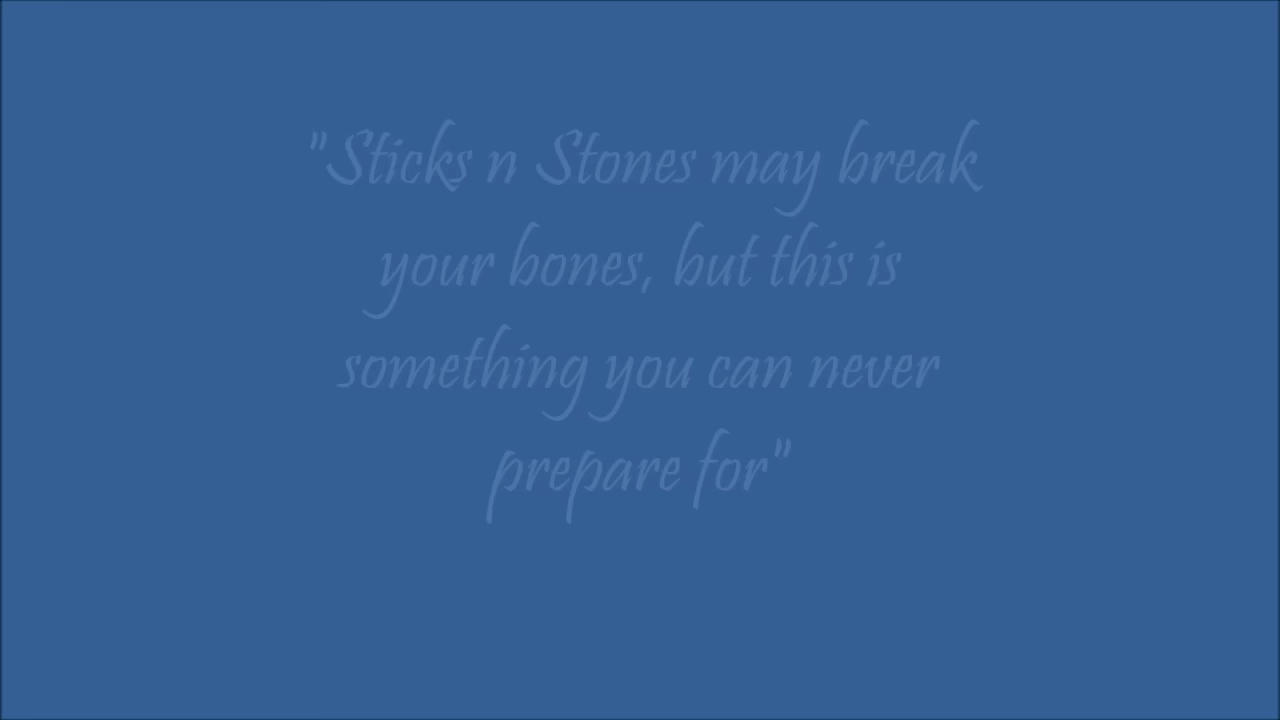 "Sticks n Stones may break
your bones, but this is
something you can never
prepare for"